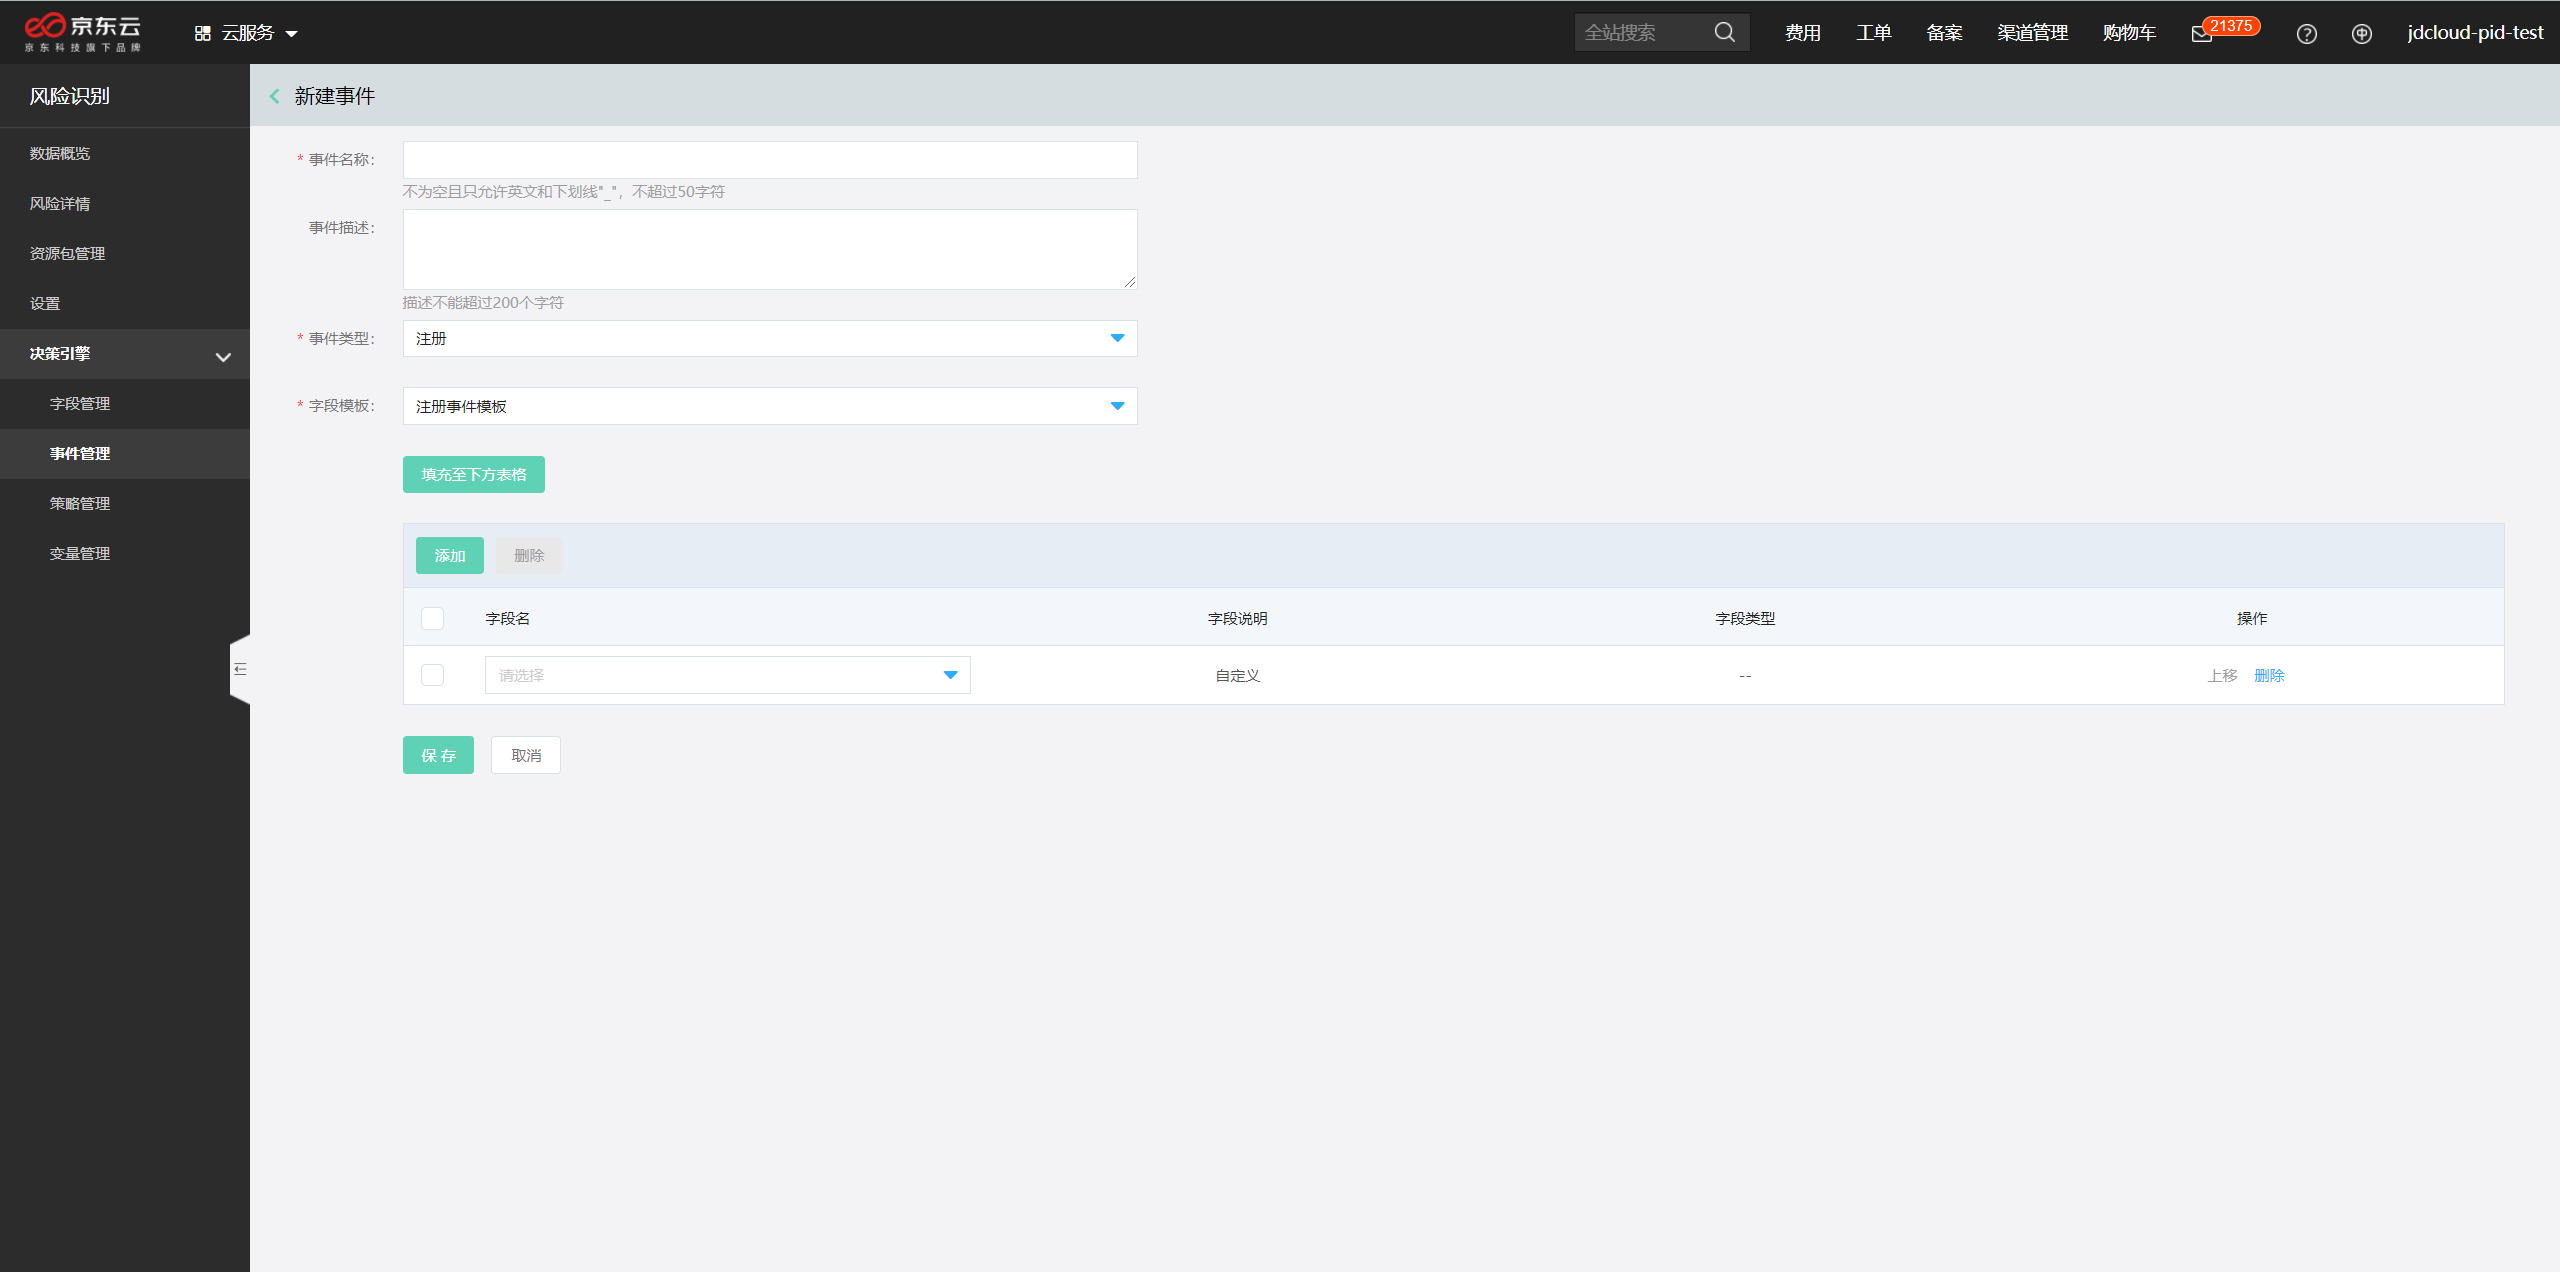 京东云
京东科技旗下品牌
云服务
全站搜索
费用
工单
备案
渠道管理
购物车
21375
中
jdcloud-pid-test
风险识别
数据概览
风险详情
资源包管理
设置
决策引擎
字段管理
事件管理
策略管理
变量管理
新建事件
* 事件名称：
不为空且只允许英文和下划线"_"，不超过50字符
事件描述：
描述不能超过200个字符
* 事件类型： 注册
* 字段模板： 注册事件模板
填充至下方表格
添加 删除
字段名 字段说明 字段类型 操作
请选择 自定义 -- 上移 删除
保 存 取消